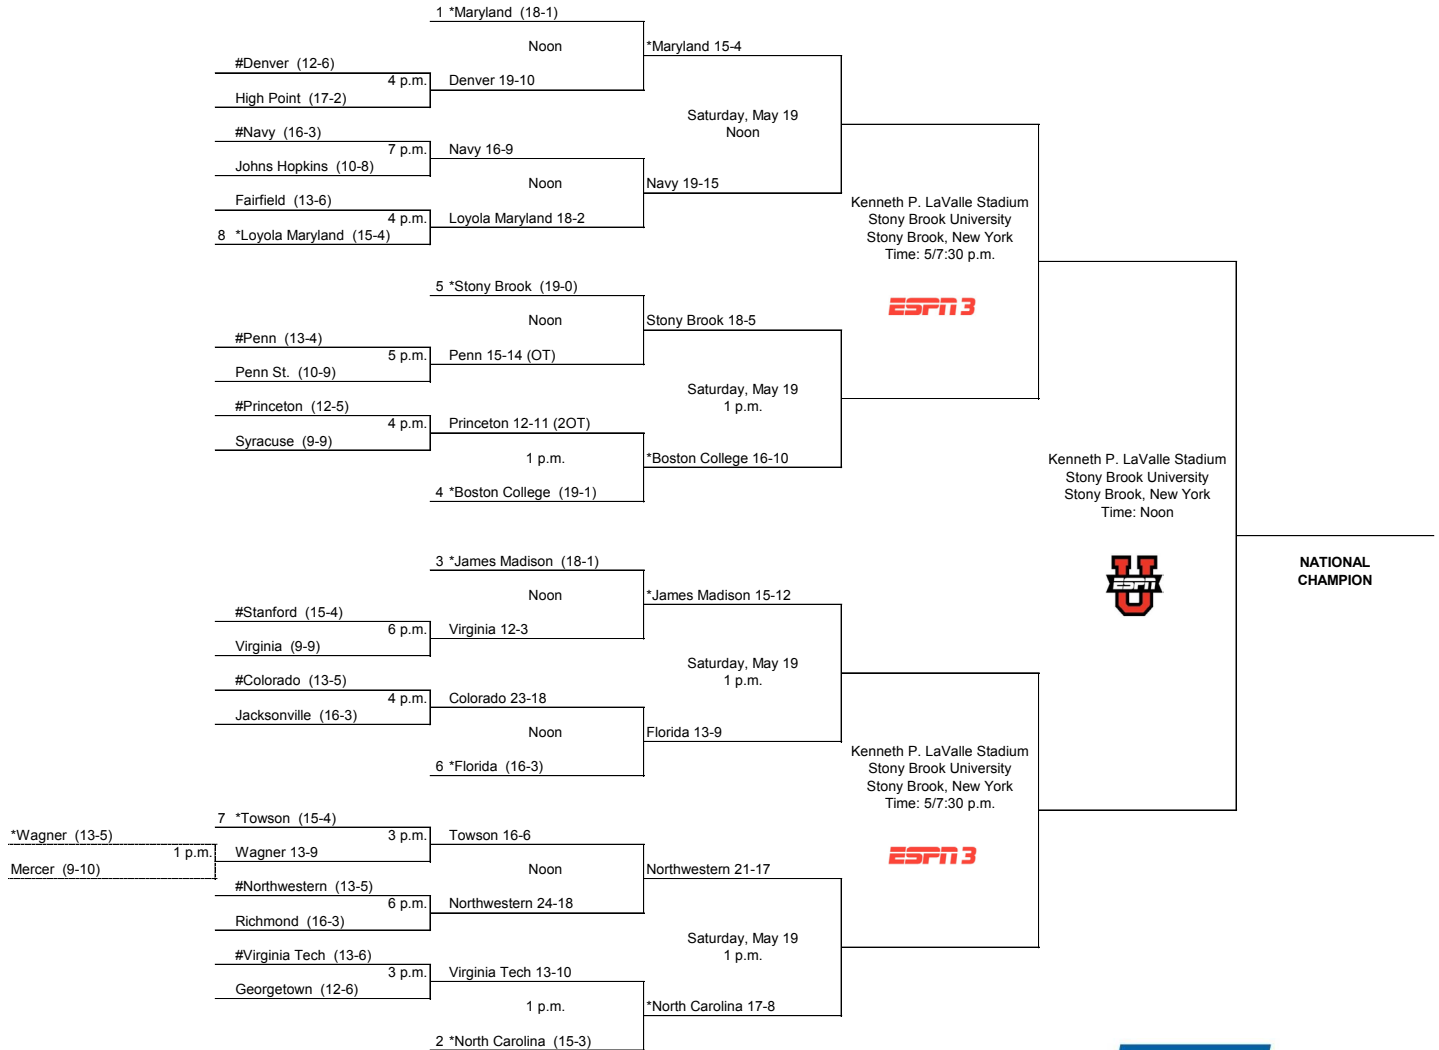 1 *Maryland (18-1)
Noon
*Maryland 15-4
#Denver (12-6)
4 p.m.
Denver 19-10
High Point (17-2)
Saturday, May 19
Noon
#Navy (16-3)
7 p.m.
Navy 16-9
Johns Hopkins (10-8)
Noon
Navy 19-15
Fairfield (13-6)
4 p.m.
Loyola Maryland 18-2
8 *Loyola Maryland (15-4)
Kenneth P. LaValle Stadium
Stony Brook University
Stony Brook, New York
Time: 5/7:30 p.m.
ESPN 3
5 *Stony Brook (19-0)
Noon
Stony Brook 18-5
#Penn (13-4)
5 p.m.
Penn 15-14 (OT)
Penn St. (10-9)
Saturday, May 19
1 p.m.
#Princeton (12-5)
4 p.m.
Princeton 12-11 (2OT)
Syracuse (9-9)
1 p.m.
*Boston College 16-10
4 *Boston College (19-1)
Kenneth P. LaValle Stadium
Stony Brook University
Stony Brook, New York
Time: Noon
ESPN U
NATIONAL
CHAMPION
3 *James Madison (18-1)
Noon
*James Madison 15-12
#Stanford (15-4)
6 p.m.
Virginia 12-3
Virginia (9-9)
Saturday, May 19
1 p.m.
#Colorado (13-5)
4 p.m.
Colorado 23-18
Jacksonville (16-3)
Noon
Florida 13-9
6 *Florida (16-3)
Kenneth P. LaValle Stadium
Stony Brook University
Stony Brook, New York
Time: 5/7:30 p.m.
ESPN 3
7 *Towson (15-4)
*Wagner (13-5)
3 p.m.
Towson 16-6
1 p.m.
Wagner 13-9
Mercer (9-10)
Noon
Northwestern 21-17
#Northwestern (13-5)
6 p.m.
Northwestern 24-18
Richmond (16-3)
Saturday, May 19
1 p.m.
#Virginia Tech (13-6)
3 p.m.
Virginia Tech 13-10
Georgetown (12-6)
1 p.m.
*North Carolina 17-8
2 *North Carolina (15-3)